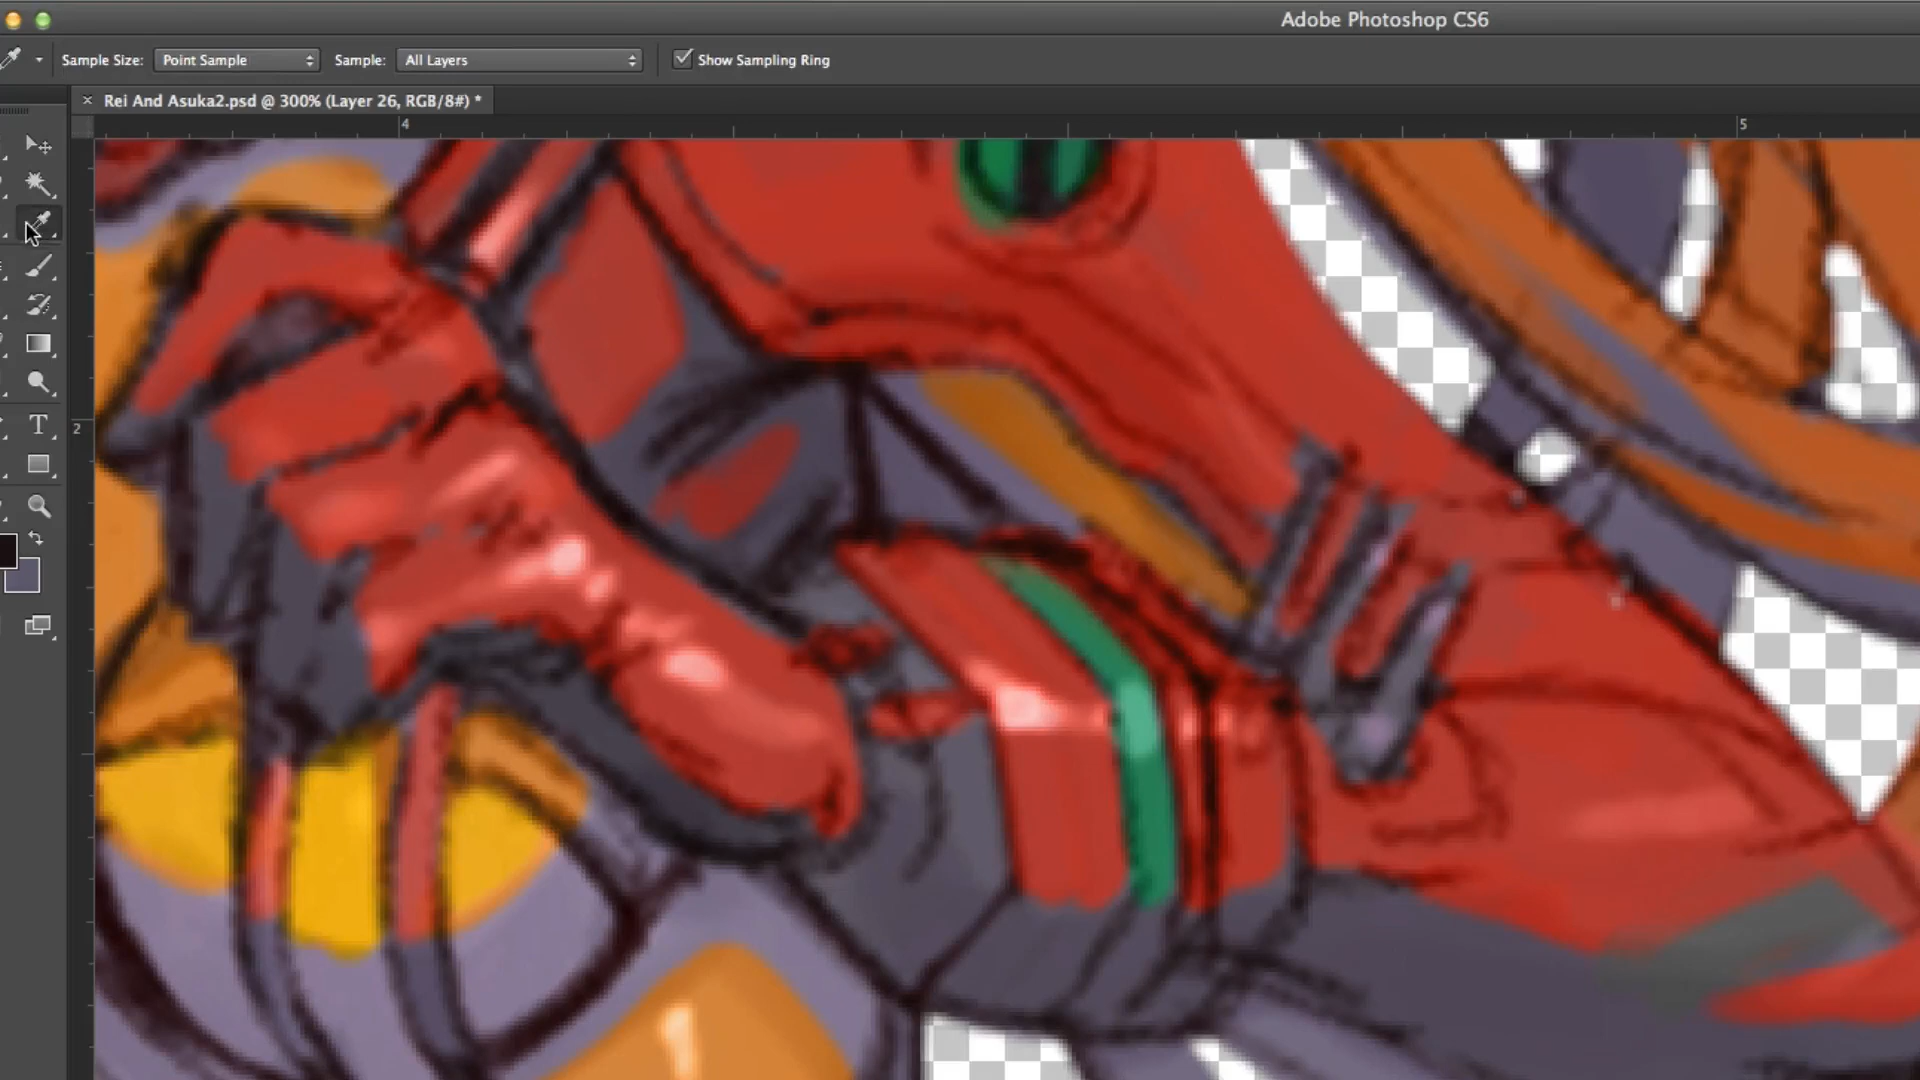 Adobe Photoshop CS6
Sample Size: Point Sample Sample: All Layers Show Sampling Ring
× Rei And Asuka2.psd @ 300% (Layer 26, RGB/8#) *
4 5
2
T